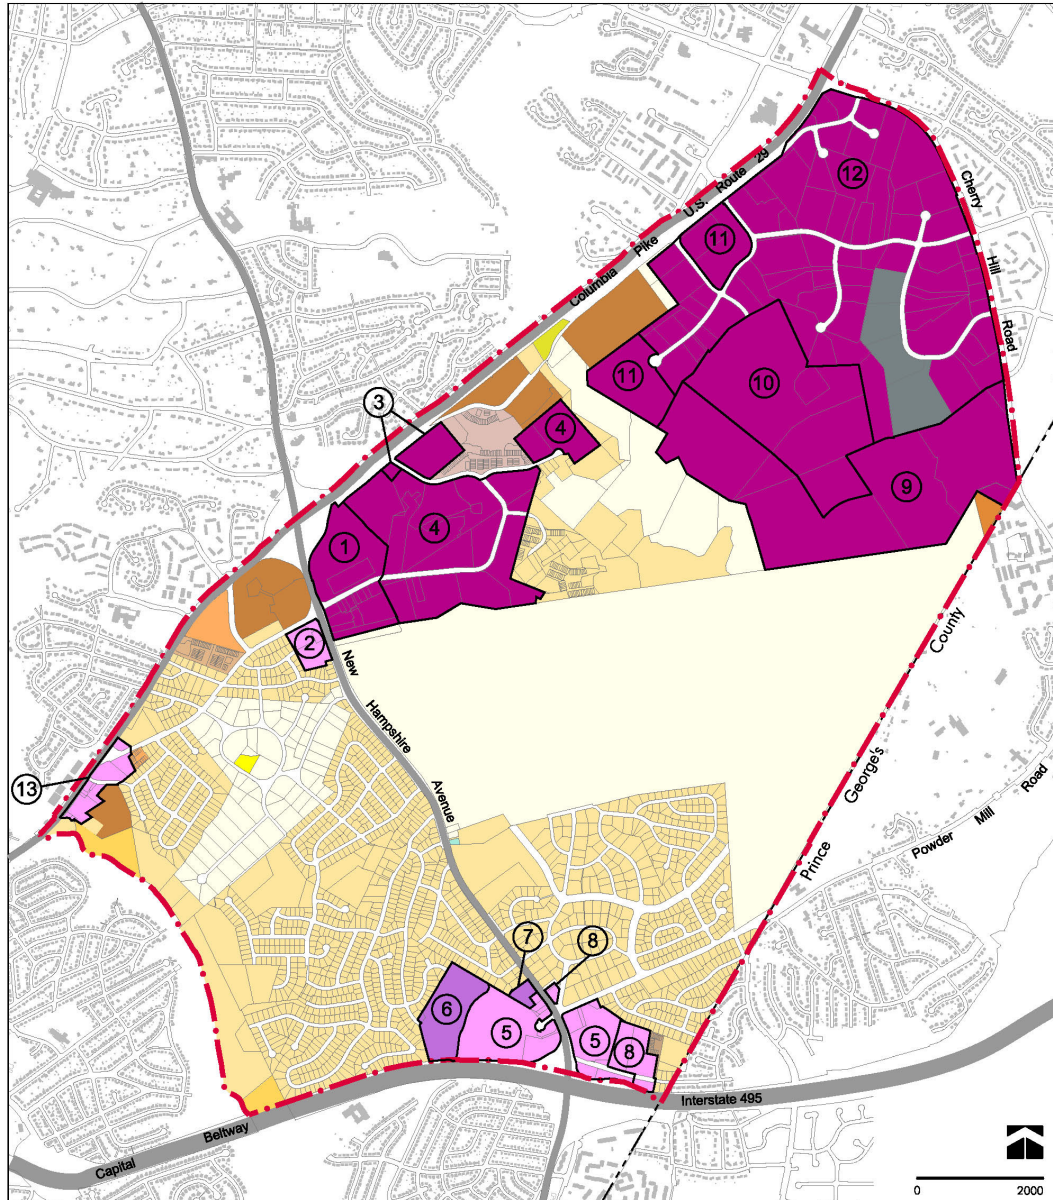 Cherry
Hill
Road
U.S. Route 29
Columbia Pike
12
11
11
10
9
3
4
4
1
2
New
Hampshire
Avenue
13
County
George's
Prince
Powder Mill Road
7
8
6
5
5
8
Interstate 495
Capital Beltway
0 2000